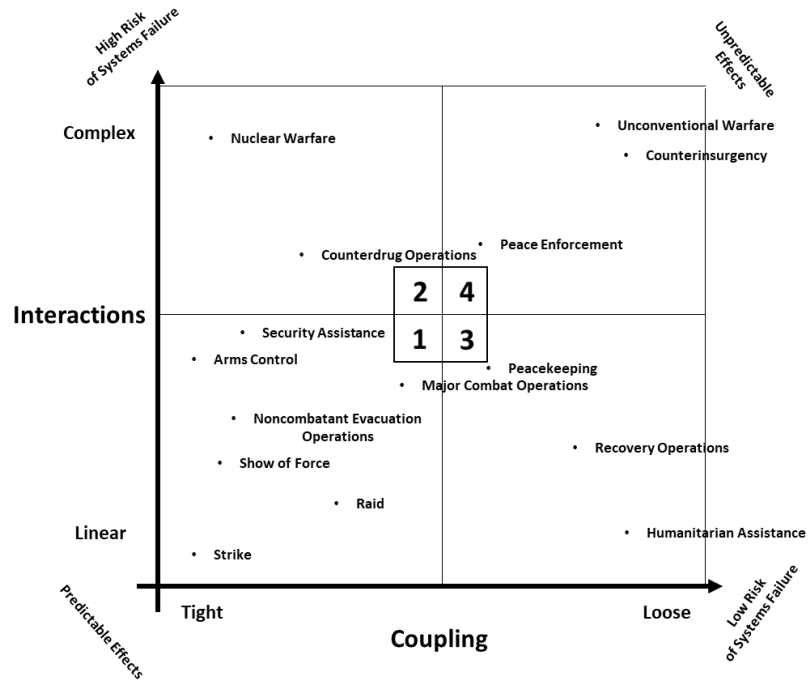 High Risk
of Systems Failure
Unpredictable
Effects
Complex
Nuclear Warfare
Unconventional Warfare
Counterinsurgency
Counterdrug Operations
Peace Enforcement
2 4
Interactions
1 3
Security Assistance
Arms Control
Peacekeeping
Major Combat Operations
Noncombatant Evacuation
Operations
Recovery Operations
Show of Force
Raid
Linear
Humanitarian Assistance
Strike
Predictable Effects
Tight
Loose
Low Risk
of Systems Failure
Coupling